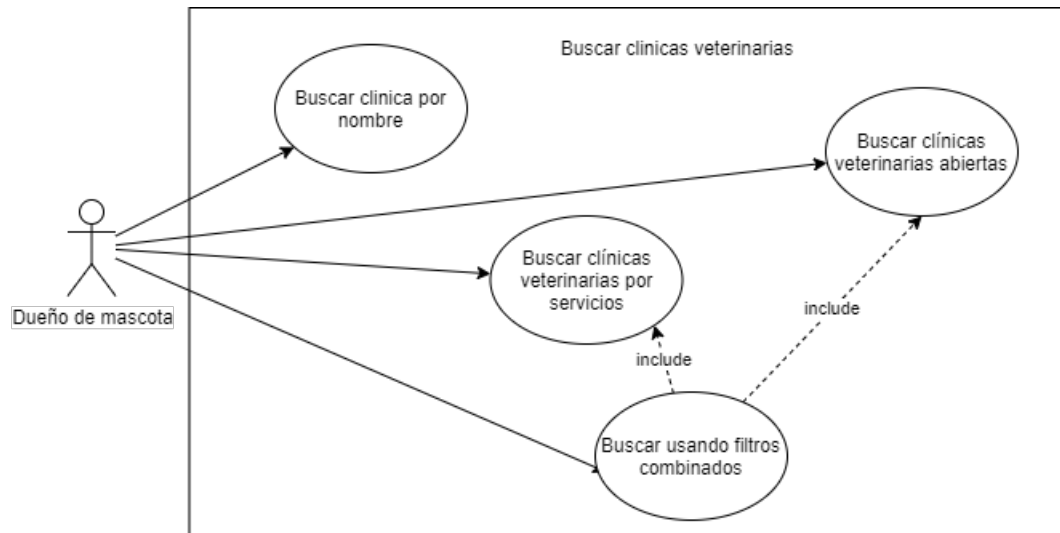 Buscar clinicas veterinarias
Buscar clinica por
nombre
Buscar clínicas
veterinarias abiertas
Buscar clínicas
veterinarias por
servicios
Dueño de mascota
include
include
Buscar usando filtros
combinados